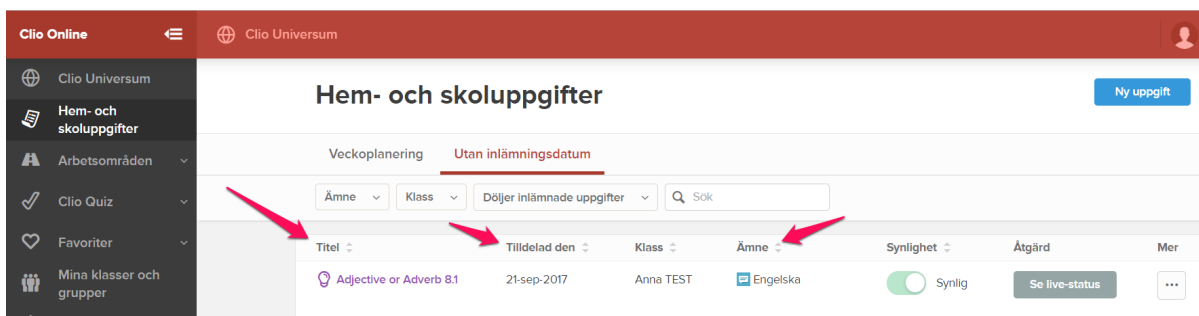 Clio Online
Clio Universum
Clio Universum
Hem- och
skoluppgifter
Arbetsområden
Clio Quiz
Favoriter
Mina klasser och
grupper
Hem- och skoluppgifter
Ny uppgift
Veckoplanering Utan inlämningsdatum
Ämne Klass Döljer inlämnade uppgifter Sök
Titel Tilldelad den Klass Ämne Synlighet Åtgärd Mer
Adjective or Adverb 8.1 21-sep-2017 Anna TEST Engelska Synlig Se live-status ...